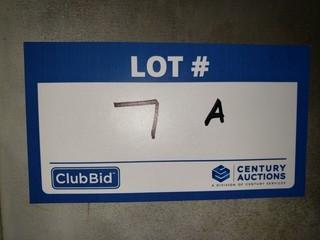 LOT #
7 A
ClubBid
CENTURY
AUCTIONS
A DIVISION OF CENTURY SERVICES